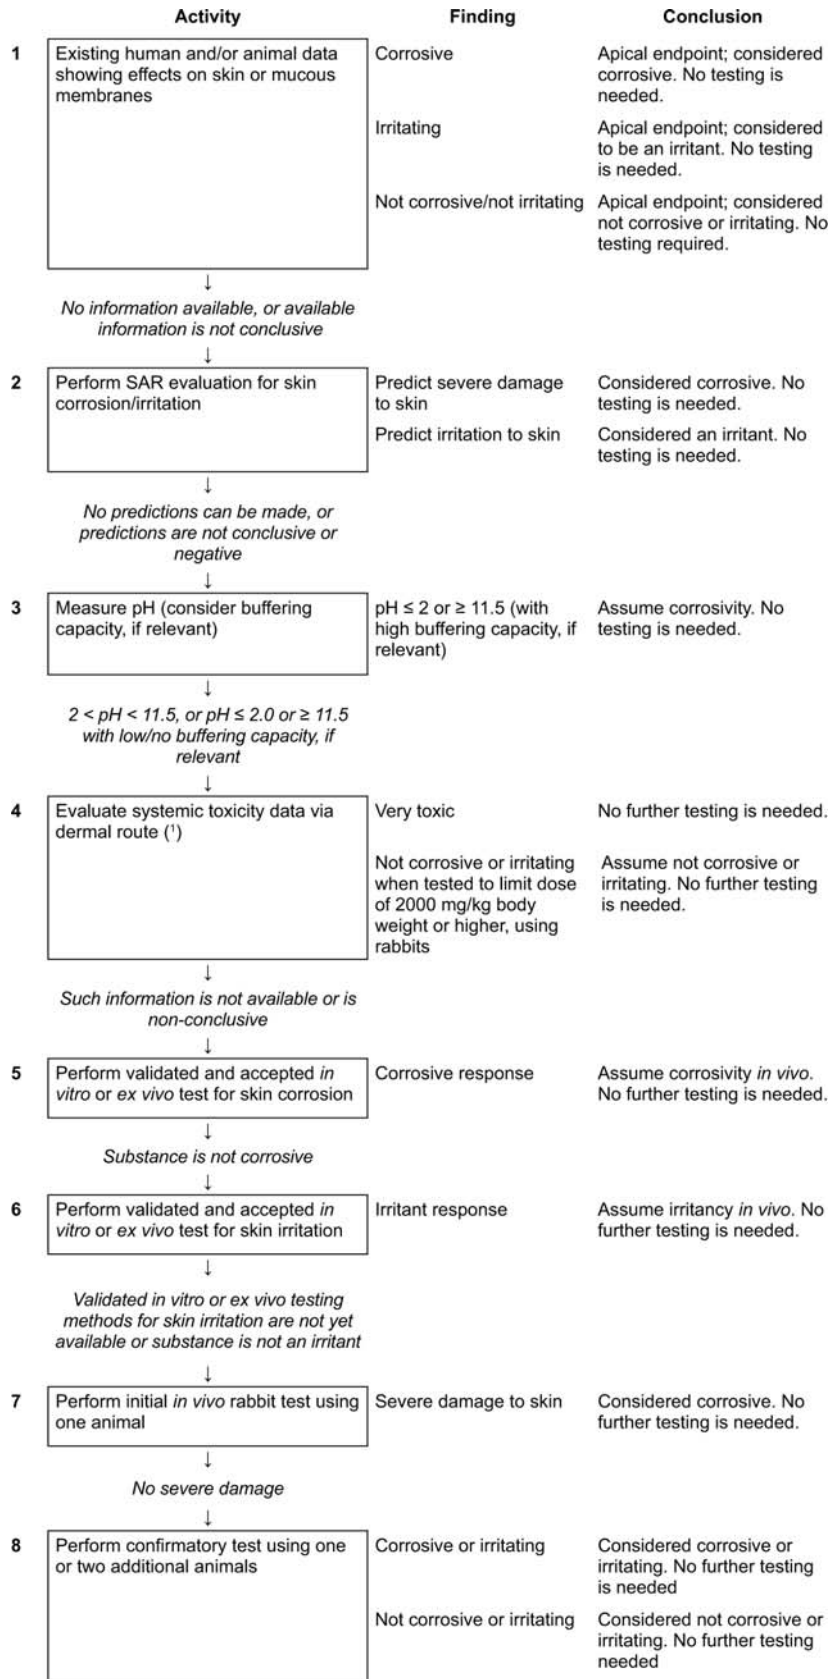 Activity Finding Conclusion
1 Existing human and/or animal data Corrosive Apical endpoint; considered
showing effects on skin or mucous corrosive. No testing is
membranes needed.
Irritating Apical endpoint; considered
to be an irritant. No testing
is needed.
Not corrosive/not irritating Apical endpoint; considered
not corrosive or irritating. No
testing required.
↓
No information available, or available
information is not conclusive
↓
2 Perform SAR evaluation for skin Predict severe damage Considered corrosive. No
corrosion/irritation to skin testing is needed.
Predict irritation to skin Considered an irritant. No
testing is needed.
↓
No predictions can be made, or
predictions are not conclusive or
negative
↓
3 Measure pH (consider buffering pH ≤ 2 or ≥ 11.5 (with Assume corrosivity. No
capacity, if relevant) high buffering capacity, if testing is needed.
relevant)
↓
2 < pH < 11.5, or pH ≤ 2.0 or ≥ 11.5
with low/no buffering capacity, if
relevant
↓
4 Evaluate systemic toxicity data via Very toxic No further testing is needed.
dermal route (¹)
Not corrosive or irritating Assume not corrosive or
when tested to limit dose irritating. No further testing
of 2000 mg/kg body is needed.
weight or higher, using
rabbits
↓
Such information is not available or is
non-conclusive
↓
5 Perform validated and accepted in Corrosive response Assume corrosivity in vivo.
vitro or ex vivo test for skin corrosion No further testing is needed.
↓
Substance is not corrosive
↓
6 Perform validated and accepted in Irritant response Assume irritancy in vivo. No
vitro or ex vivo test for skin irritation further testing is needed.
↓
Validated in vitro or ex vivo testing
methods for skin irritation are not yet
available or substance is not an irritant
↓
7 Perform initial in vivo rabbit test using Severe damage to skin Considered corrosive. No
one animal further testing is needed.
↓
No severe damage
↓
8 Perform confirmatory test using one Corrosive or irritating Considered corrosive or
or two additional animals irritating. No further testing
is needed
Not corrosive or irritating Considered not corrosive or
irritating. No further testing
needed